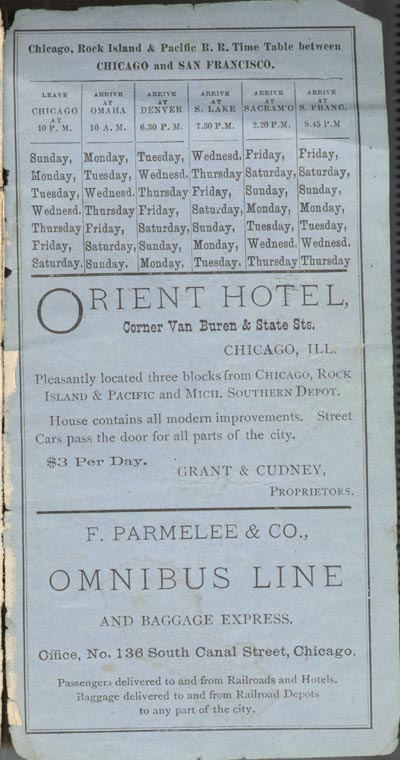 Chicago, Rock Island & Pacific R. R. Time Table between
CHICAGO and SAN FRANCISCO.
LEAVE ARRIVE ARRIVE ARRIVE ARRIVE ARRIVE
AT AT AT AT AT
CHICAGO OMAHA DENVER S. LAKE SACRAM'O S. FRANC.
AT
10 P. M. 10 A. M. 6.30 P. M. 7.30 P.M. 2.20 P.M. 8.45 P.M
Sunday, Monday, Tuesday, Wednesd. Friday, Friday,
Monday, Tuesday, Wednesd. Thursday Saturday, Saturday,
Tuesday, Wednesd. Thursday Friday, Sunday, Sunday,
Wednesd. Thursday Friday, Saturday, Monday, Monday,
Thursday Friday, Saturday, Sunday, Tuesday, Tuesday,
Friday, Saturday, Sunday, Monday, Wednesd. Wednesd.
Saturday. Sunday. Monday. Tuesday. Thursday Thursday
ORIENT HOTEL,
Corner Van Buren & State Sts.
CHICAGO, ILL.
Pleasantly located three blocks from CHICAGO, ROCK
ISLAND & PACIFIC and MICH. SOUTHERN DEPOT.
House contains all modern improvements. Street
Cars pass the door for all parts of the city.
$3 Per Day.
GRANT & CUDNEY,
PROPRIETORS,
F. PARMELEE & CO.,
OMNIBUS LINE
AND BAGGAGE EXPRESS.
Office, No. 136 South Canal Street, Chicago.
Passengers delivered to and from Railroads and Hotels.
Baggage delivered to and from Railroad Depots
to any part of the city.